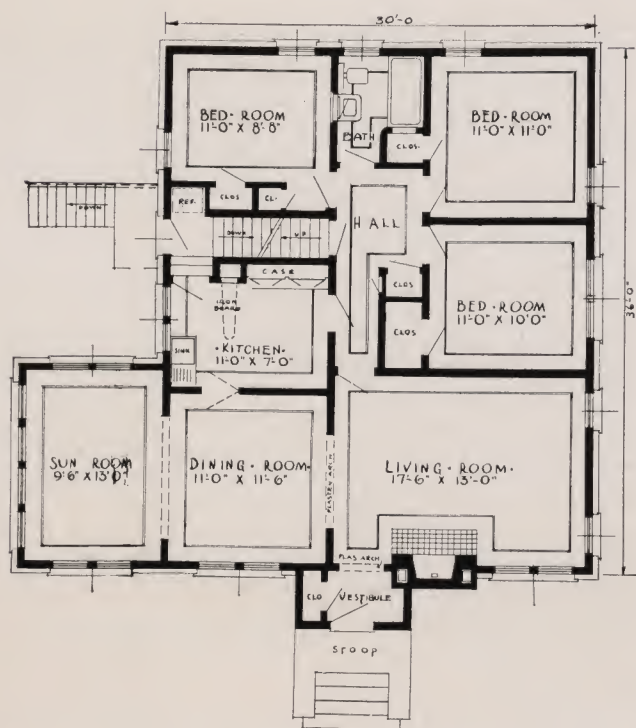 30'-0
BED-ROOM
11'-0" X 8'-8"
BATH
CLOS.
BED-ROOM
11'-0" X 11'-0"
REF.
CLOS
CL.
DOWN
DOWN
UP
HALL
CASE
IRON
BOARD
CLOS
CLOS
BED-ROOM
11'-0" X 10'-0"
36'-0"
SINK
·KITCHEN·
11'-0" X 7'-0"
SUN ROOM
9'-6" X 13'-0"
DINING·ROOM·
11'-0" X 11'-6"
PLASTER ARCH
LIVING·ROOM·
17'-6" X 13'-0"
PLAS.ARCH.
CLO
VESTIBULE
STOOP